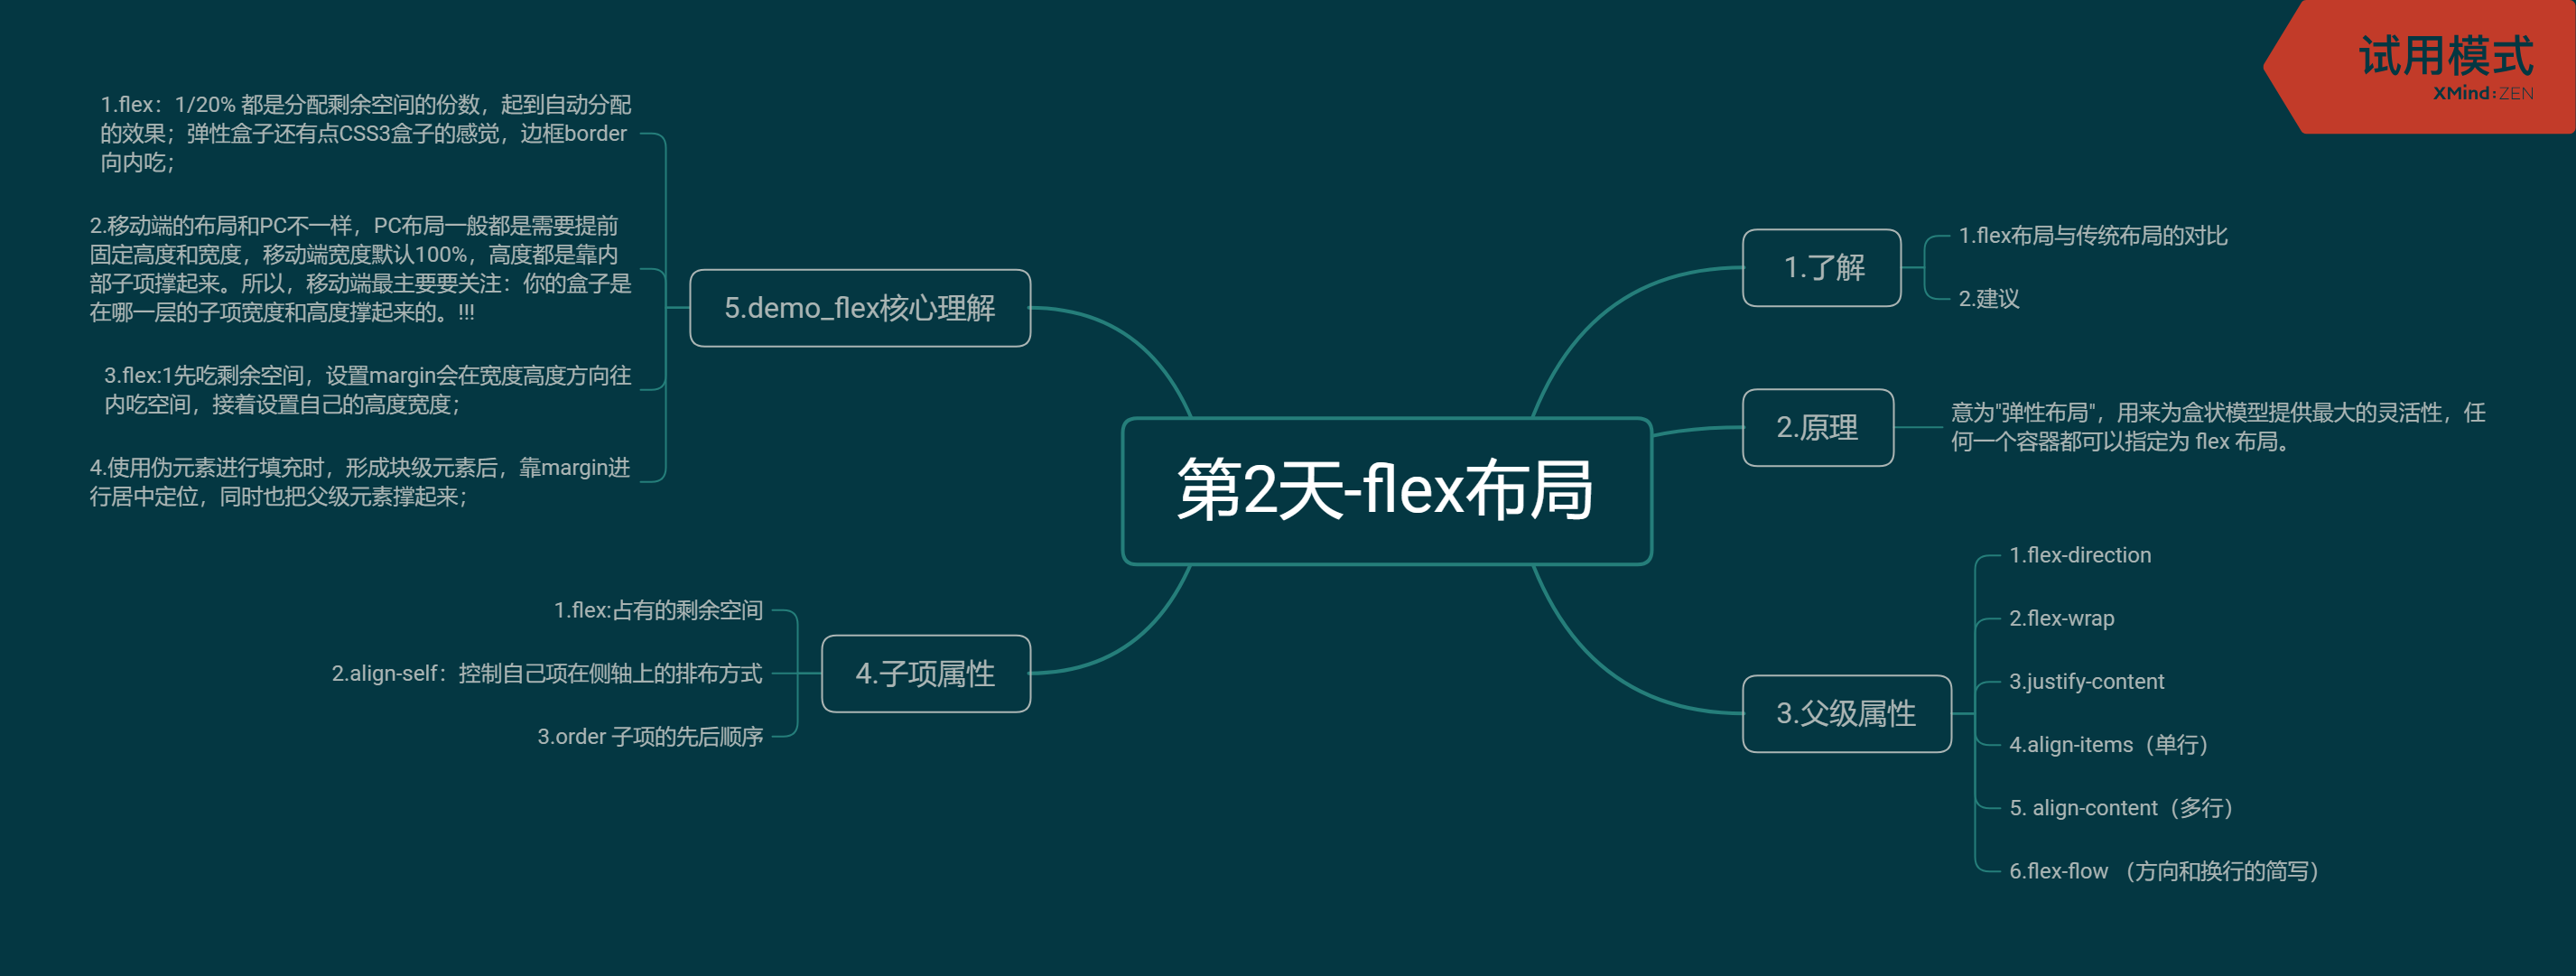 试用模式
XMind:ZEN
第2天-flex布局
1.了解
1.flex布局与传统布局的对比
2.建议
2.原理
意为"弹性布局"，用来为盒状模型提供最大的灵活性，任
何一个容器都可以指定为 flex 布局。
3.父级属性
1.flex-direction
2.flex-wrap
3.justify-content
4.align-items（单行）
5. align-content（多行）
6.flex-flow （方向和换行的简写）
4.子项属性
1.flex:占有的剩余空间
2.align-self：控制自己项在侧轴上的排布方式
3.order 子项的先后顺序
5.demo_flex核心理解
1.flex：1/20% 都是分配剩余空间的份数，起到自动分配
的效果；弹性盒子还有点CSS3盒子的感觉，边框border
向内吃；
2.移动端的布局和PC不一样，PC布局一般都是需要提前
固定高度和宽度，移动端宽度默认100%，高度都是靠内
部子项撑起来。所以，移动端最主要要关注：你的盒子是
在哪一层的子项宽度和高度撑起来的。!!!
3.flex:1先吃剩余空间，设置margin会在宽度高度方向往
内吃空间，接着设置自己的高度宽度；
4.使用伪元素进行填充时，形成块级元素后，靠margin进
行居中定位，同时也把父级元素撑起来；